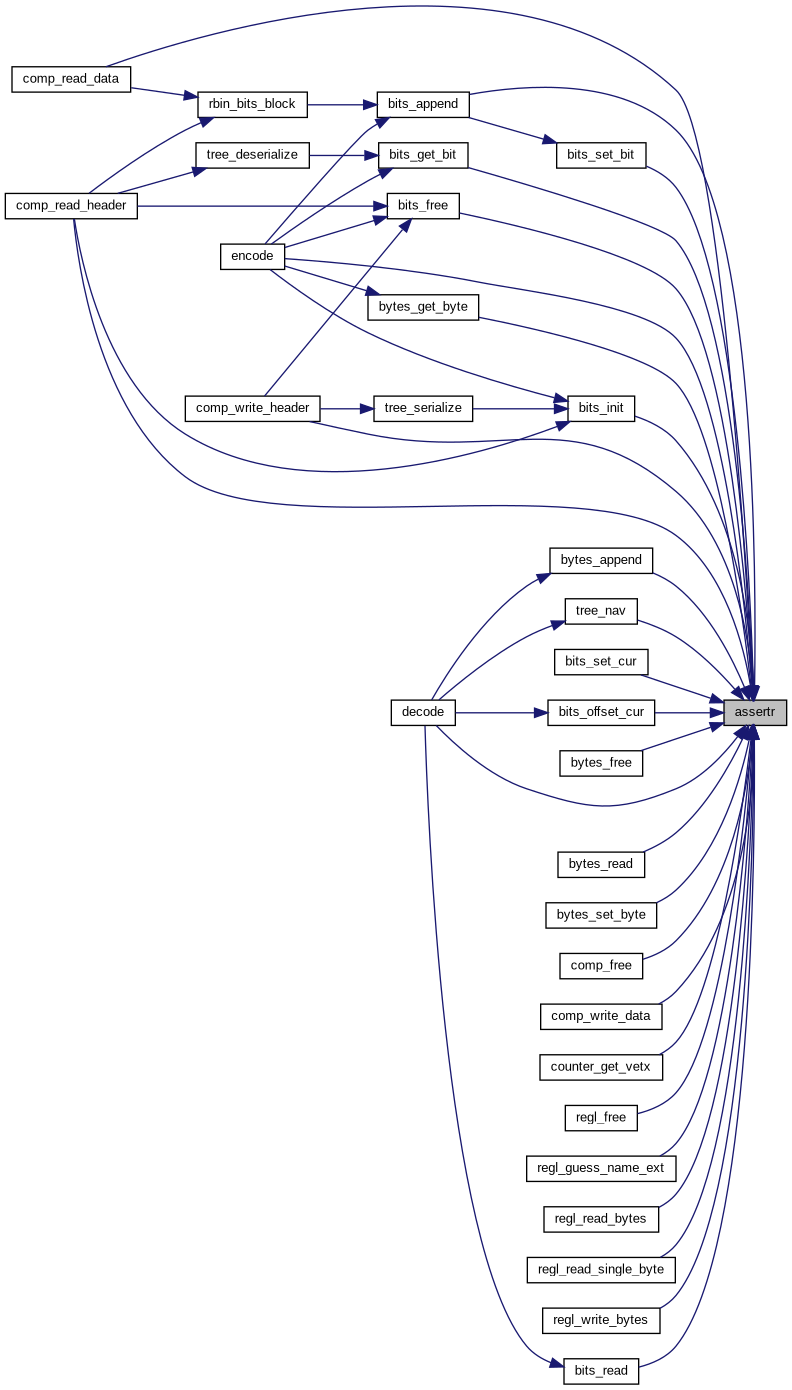 comp_read_data
rbin_bits_block
bits_append
tree_deserialize
bits_get_bit
bits_set_bit
comp_read_header
bits_free
encode
bytes_get_byte
comp_write_header
tree_serialize
bits_init
bytes_append
tree_nav
bits_set_cur
decode
bits_offset_cur
assertr
bytes_free
bytes_read
bytes_set_byte
comp_free
comp_write_data
counter_get_vetx
regl_free
regl_guess_name_ext
regl_read_bytes
regl_read_single_byte
regl_write_bytes
bits_read